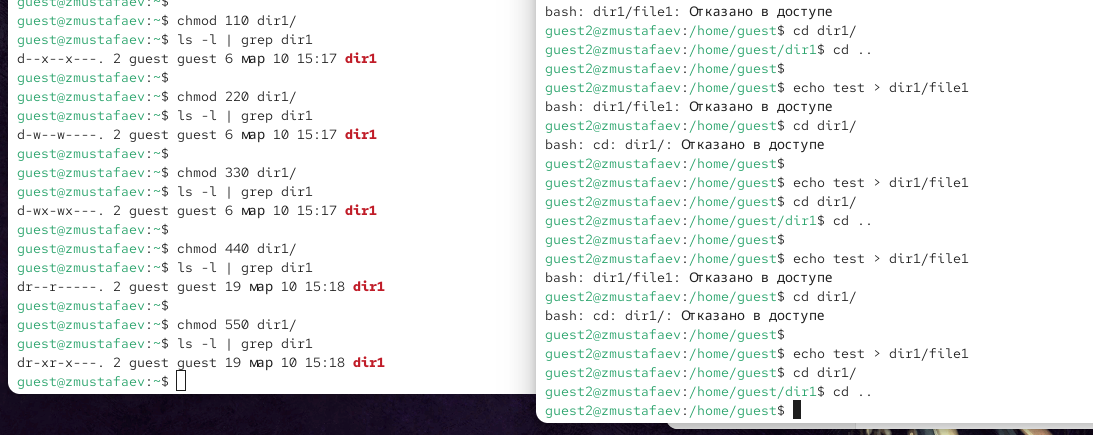 guest@zmustafaev:~$
guest@zmustafaev:~$ chmod 110 dir1/
guest@zmustafaev:~$ ls -l | grep dir1
d--x--x---. 2 guest guest 6 мар 10 15:17 dir1
guest@zmustafaev:~$
guest@zmustafaev:~$ chmod 220 dir1/
guest@zmustafaev:~$ ls -l | grep dir1
d-w--w----. 2 guest guest 6 мар 10 15:17 dir1
guest@zmustafaev:~$
guest@zmustafaev:~$ chmod 330 dir1/
guest@zmustafaev:~$ ls -l | grep dir1
d-wx-wx---. 2 guest guest 6 мар 10 15:17 dir1
guest@zmustafaev:~$
guest@zmustafaev:~$ chmod 440 dir1/
guest@zmustafaev:~$ ls -l | grep dir1
dr--r-----. 2 guest guest 19 мар 10 15:18 dir1
guest@zmustafaev:~$
guest@zmustafaev:~$ chmod 550 dir1/
guest@zmustafaev:~$ ls -l | grep dir1
dr-xr-x---. 2 guest guest 19 мар 10 15:18 dir1
guest@zmustafaev:~$
bash: dir1/file1: Отказано в доступе
guest2@zmustafaev:/home/guest$ cd dir1/
guest2@zmustafaev:/home/guest/dir1$ cd ..
guest2@zmustafaev:/home/guest$
guest2@zmustafaev:/home/guest$ echo test > dir1/file1
bash: dir1/file1: Отказано в доступе
guest2@zmustafaev:/home/guest$ cd dir1/
bash: cd: dir1/: Отказано в доступе
guest2@zmustafaev:/home/guest$
guest2@zmustafaev:/home/guest$ echo test > dir1/file1
guest2@zmustafaev:/home/guest$ cd dir1/
guest2@zmustafaev:/home/guest/dir1$ cd ..
guest2@zmustafaev:/home/guest$
guest2@zmustafaev:/home/guest$ echo test > dir1/file1
bash: dir1/file1: Отказано в доступе
guest2@zmustafaev:/home/guest$ cd dir1/
bash: cd: dir1/: Отказано в доступе
guest2@zmustafaev:/home/guest$
guest2@zmustafaev:/home/guest$ echo test > dir1/file1
guest2@zmustafaev:/home/guest$ cd dir1/
guest2@zmustafaev:/home/guest/dir1$ cd ..
guest2@zmustafaev:/home/guest$